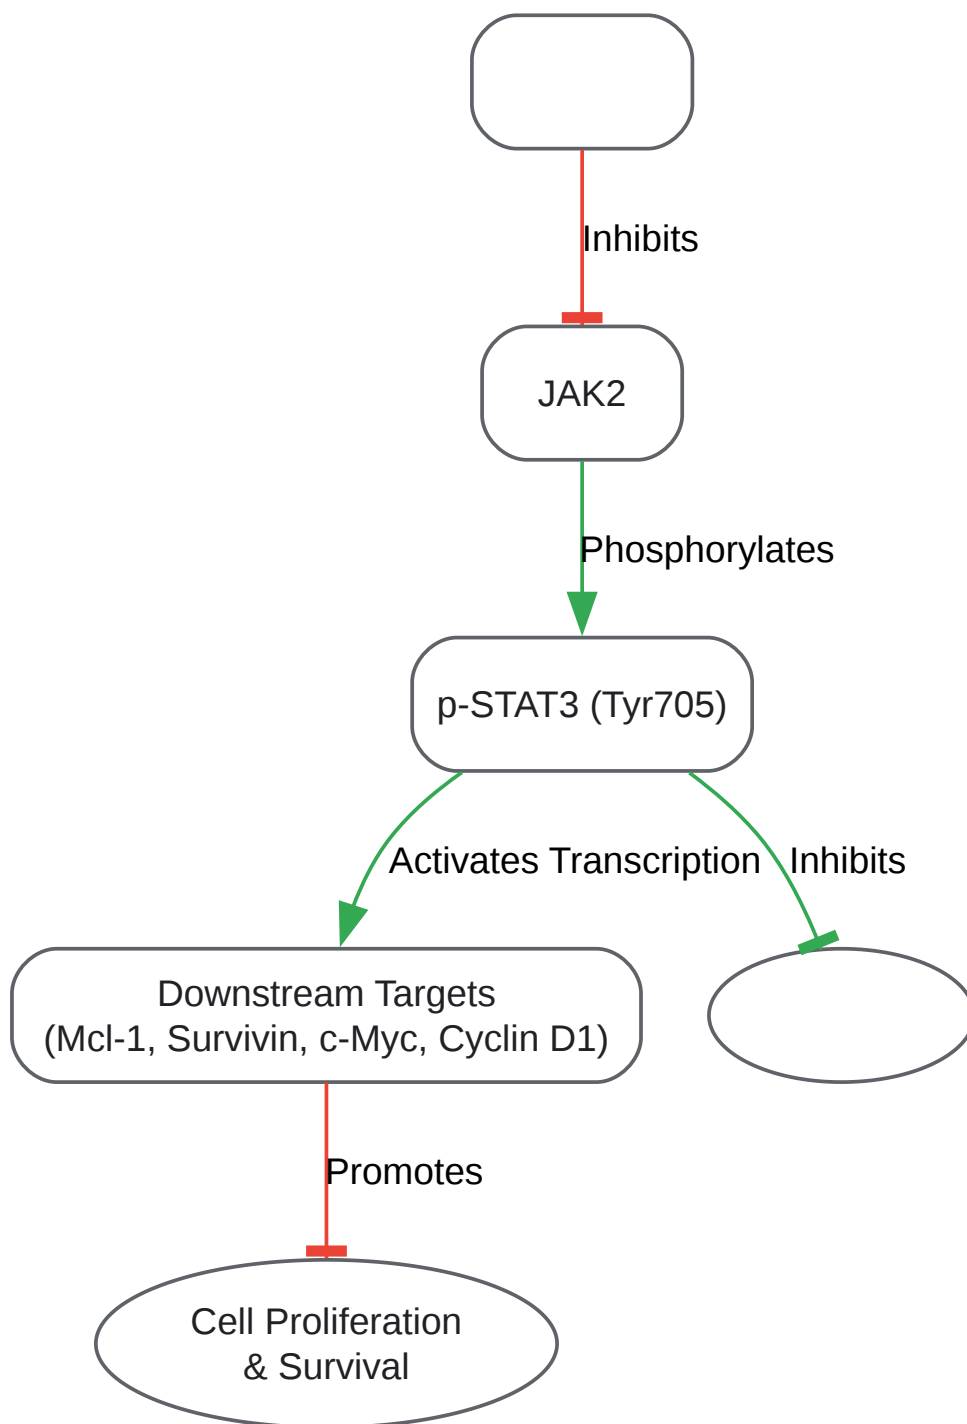 Inhibits
JAK2
Phosphorylates
p-STAT3 (Tyr705)
Activates Transcription
Inhibits
Downstream Targets
(Mcl-1, Survivin, c-Myc, Cyclin D1)
Promotes
Cell Proliferation
& Survival